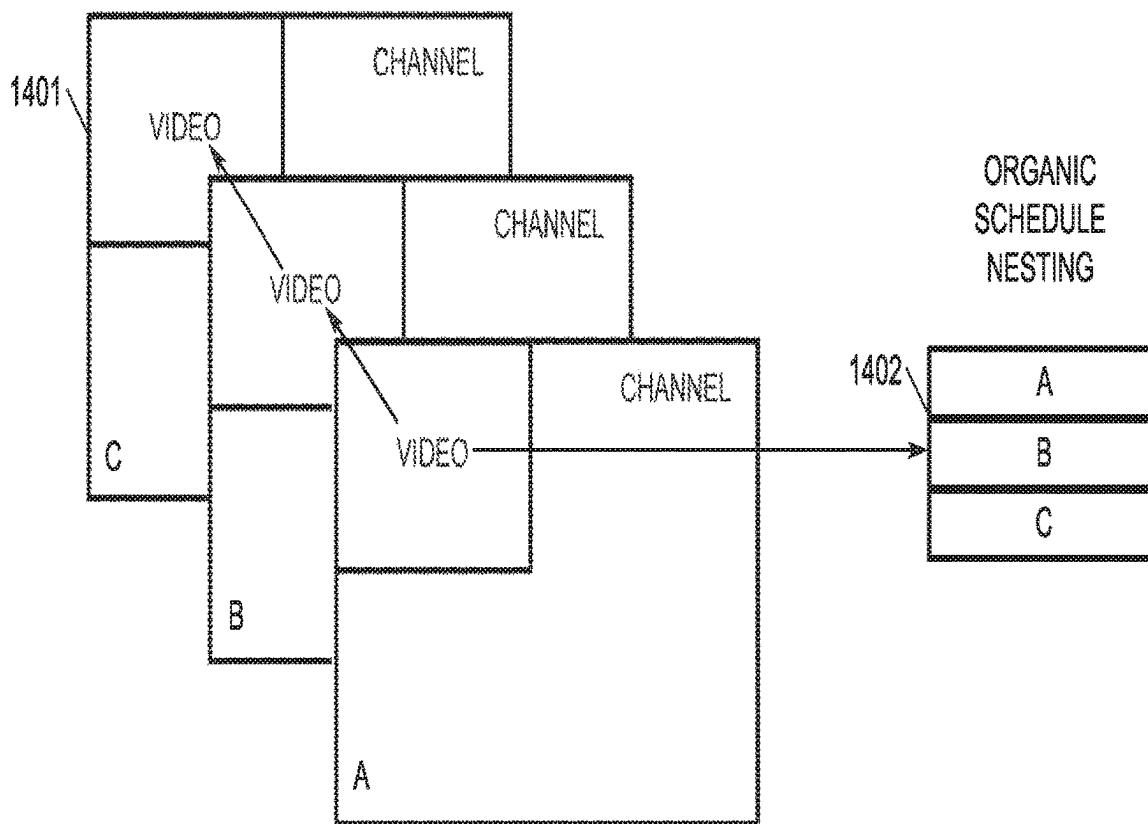 CHANNEL
1401
VIDEO
CHANNEL
VIDEO
CHANNEL
VIDEO
C
B
A
ORGANIC
SCHEDULE
NESTING
1402
A
B
C